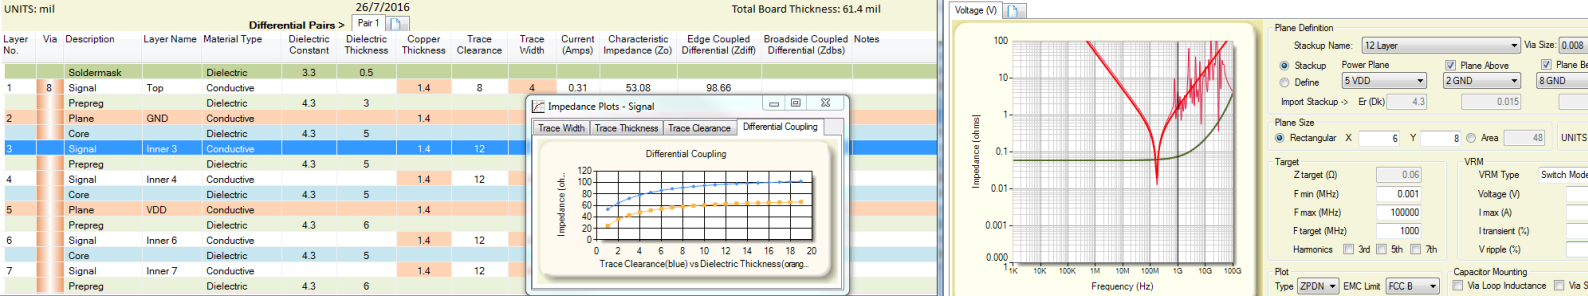 UNITS: mil
26/7/2016
Total Board Thickness: 61.4 mil
Differential Pairs > Pair 1
Layer No. Via Description Layer Name Material Type Dielectric Constant Dielectric Thickness Copper Thickness Trace Clearance Trace Width Current (Amps) Characteristic Impedance (Zo) Edge Coupled Differential (Zdiff) Broadside Coupled Differential (Zdbs) Notes
Soldermask Dielectric 3.3 0.5
1 8 Signal Top Conductive 1.4 8 4 0.31 53.08 98.66
Prepreg Dielectric 4.3 3
2 Plane GND Conductive 1.4
Core Dielectric 4.3 5
3 Signal Inner 3 Conductive 1.4 12
Prepreg Dielectric 4.3 5
4 Signal Inner 4 Conductive 1.4 12
Core Dielectric 4.3 5
5 Plane VDD Conductive 1.4
Prepreg Dielectric 4.3 6
6 Signal Inner 6 Conductive 1.4 12
Core Dielectric 4.3 5
7 Signal Inner 7 Conductive 1.4 12
Prepreg Dielectric 4.3 6
Impedance Plots - Signal
Trace Width Trace Thickness Trace Clearance Differential Coupling
Differential Coupling
Impedance (oh...
120
100
80
60
40
20
0
0 2 4 6 8 10 12 14 16 18 20
Trace Clearance(blue) vs Dielectric Thickness(orang...
Voltage (V)
Impedance (ohms)
100
10
1
0.1
0.01
0.001
0.000
1K 10K 100K 1M 10M 100M 1G 10G 100G
Frequency (Hz)
Plane Definition
Stackup Name: 12 Layer Via Size: 0.008
Stackup Power Plane Plane Above Plane Be
Define 5 VDD 2 GND 8 GND
Import Stackup -> Er (Dk) 4.3 0.015
Plane Size
Rectangular X 6 Y 8 Area 48 UNITS
Target
Z target (Ω) 0.06
F min (MHz) 0.001
F max (MHz) 100000
F target (MHz) 1000
Harmonics 3rd 5th 7th
VRM
VRM Type Switch Mode
Voltage (V)
I max (A)
I transient (%)
V ripple (%)
Plot
Type ZPDN EMC Limit FCC B
Capacitor Mounting
Via Loop Inductance Via S